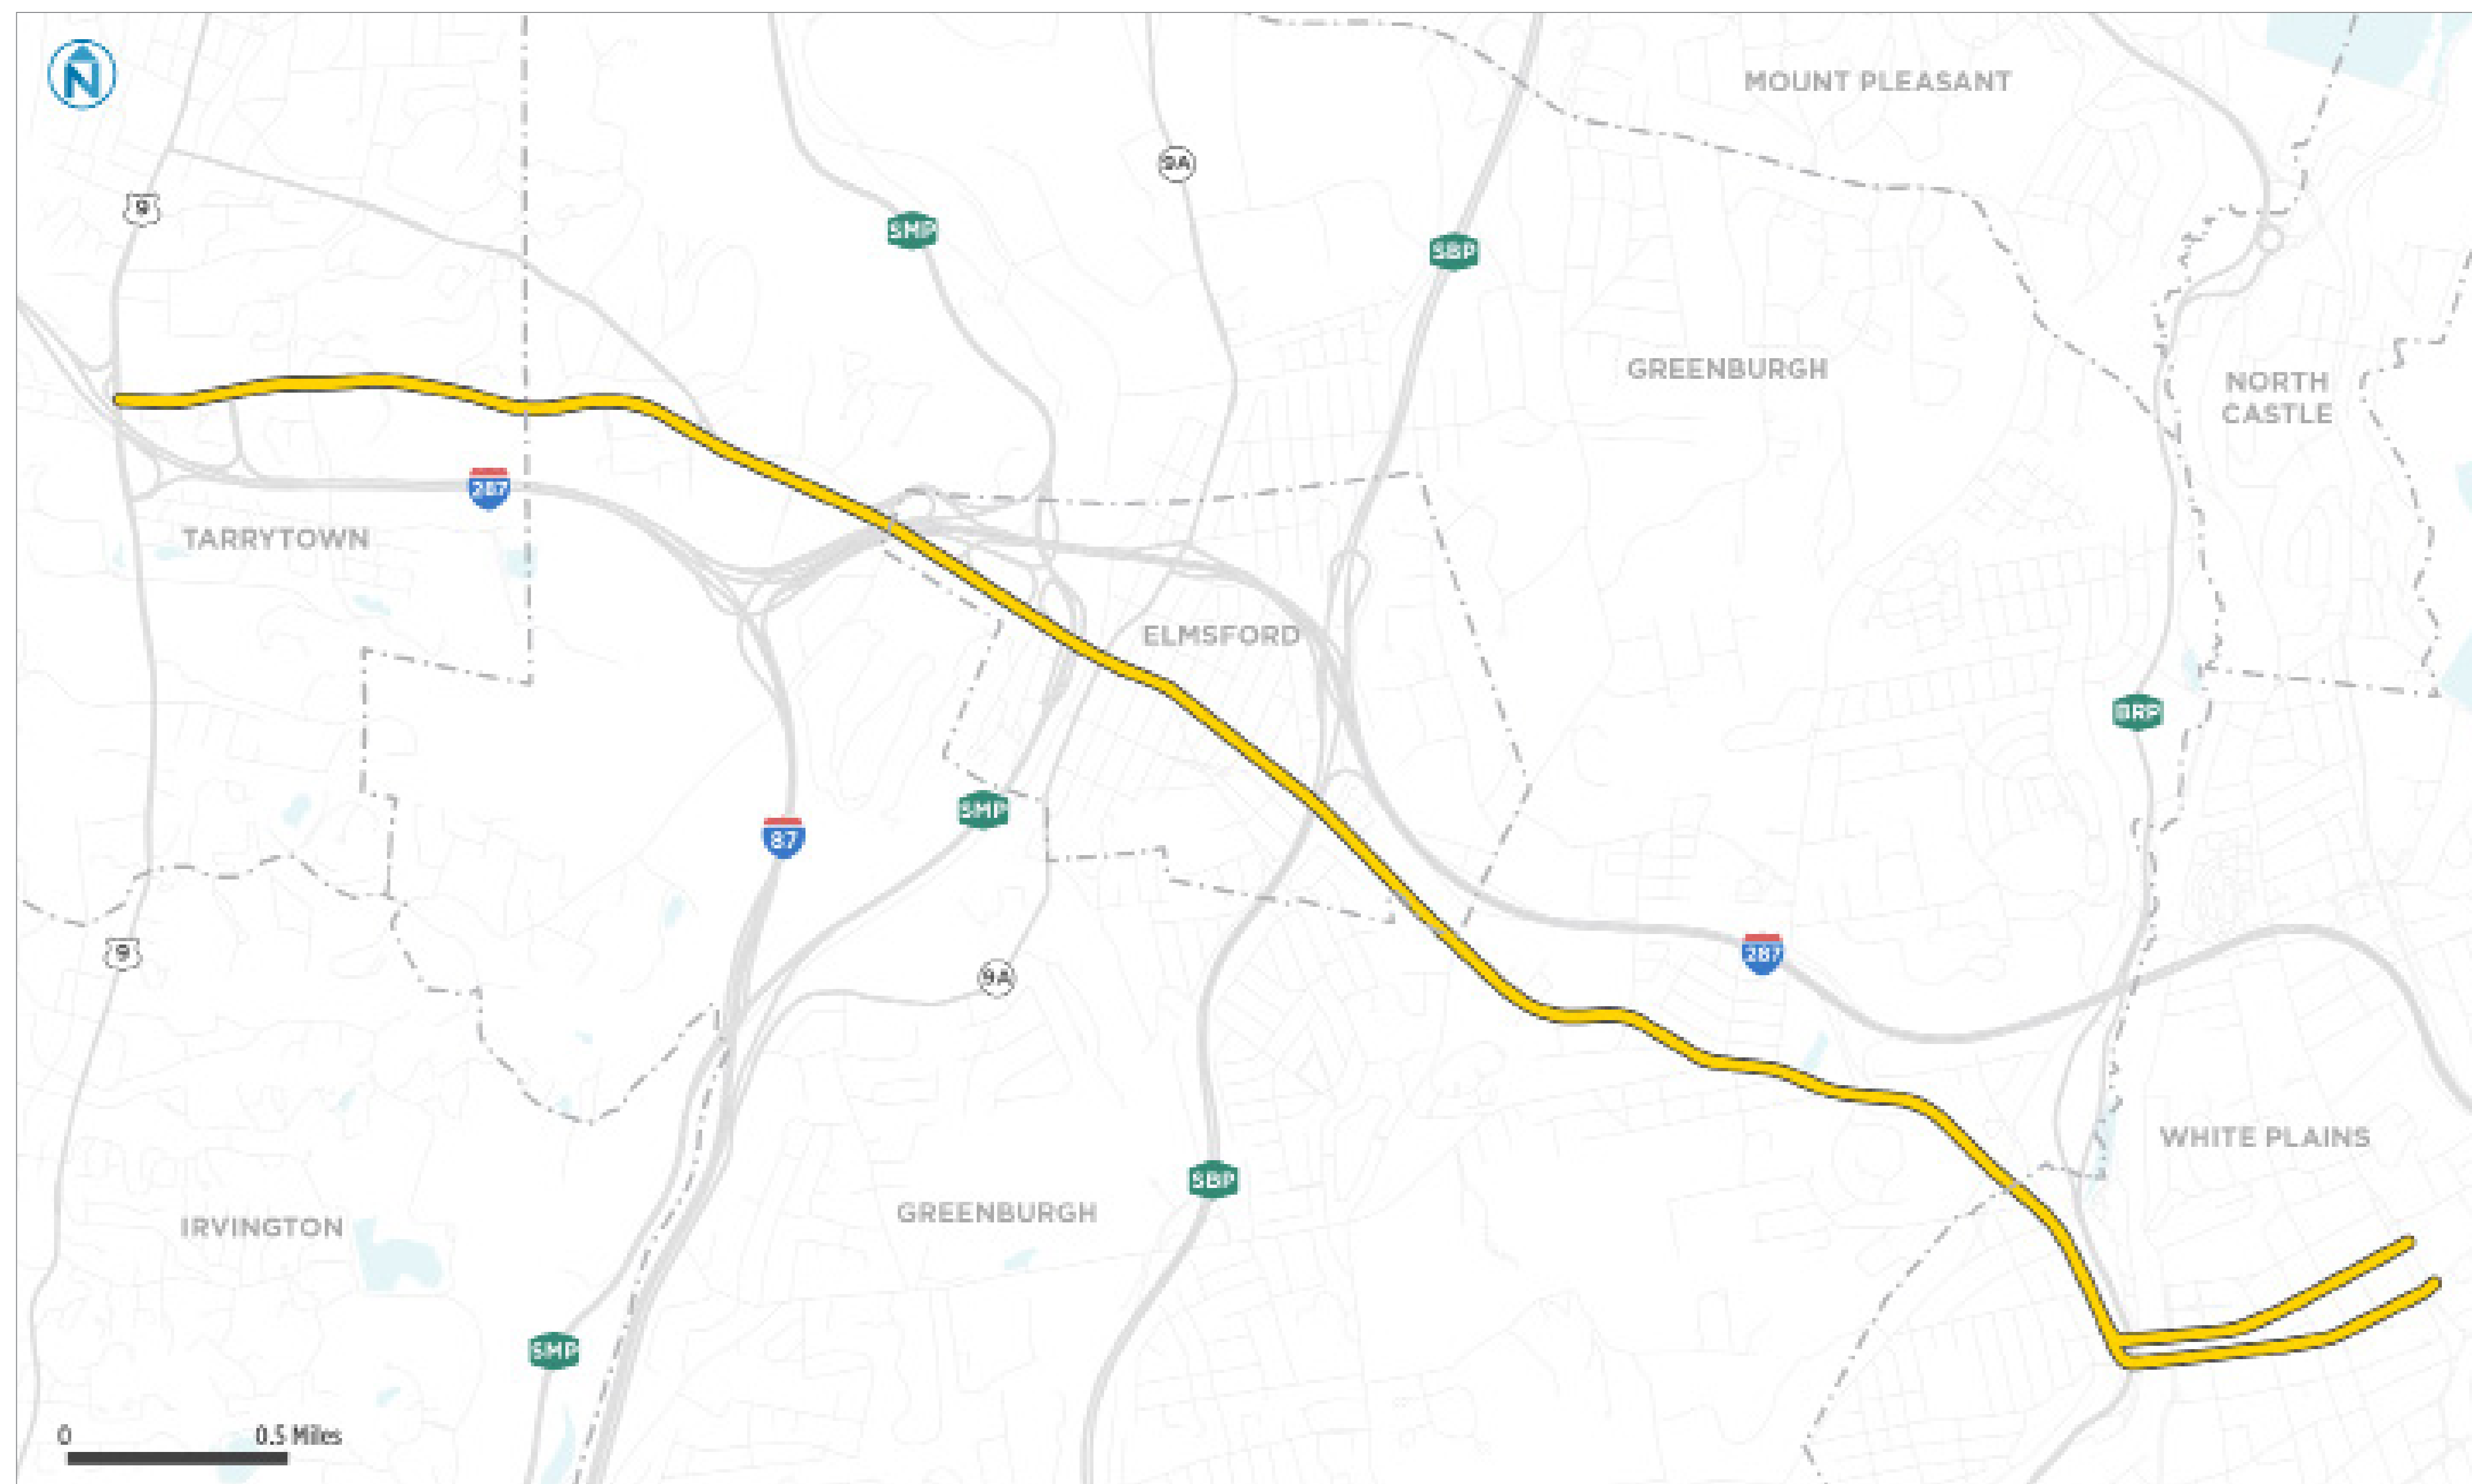 N
MOUNT PLEASANT
9A
9
SMP
SBP
GREENBURGH
NORTH
CASTLE
287
TARRYTOWN
ELMSFORD
BRP
SMP
87
9
287
9A
WHITE PLAINS
SBP
GREENBURGH
IRVINGTON
SMP
0 0.5 Miles